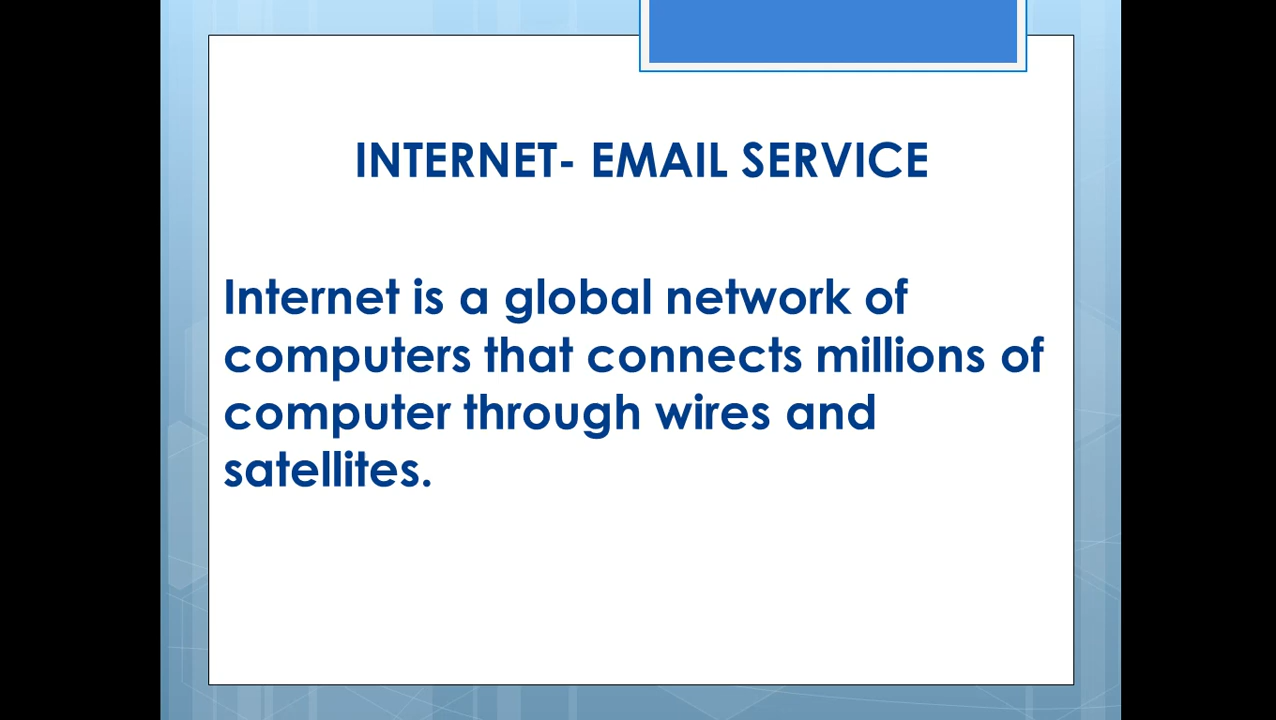 INTERNET- EMAIL SERVICE
Internet is a global network of
computers that connects millions of
computer through wires and
satellites.